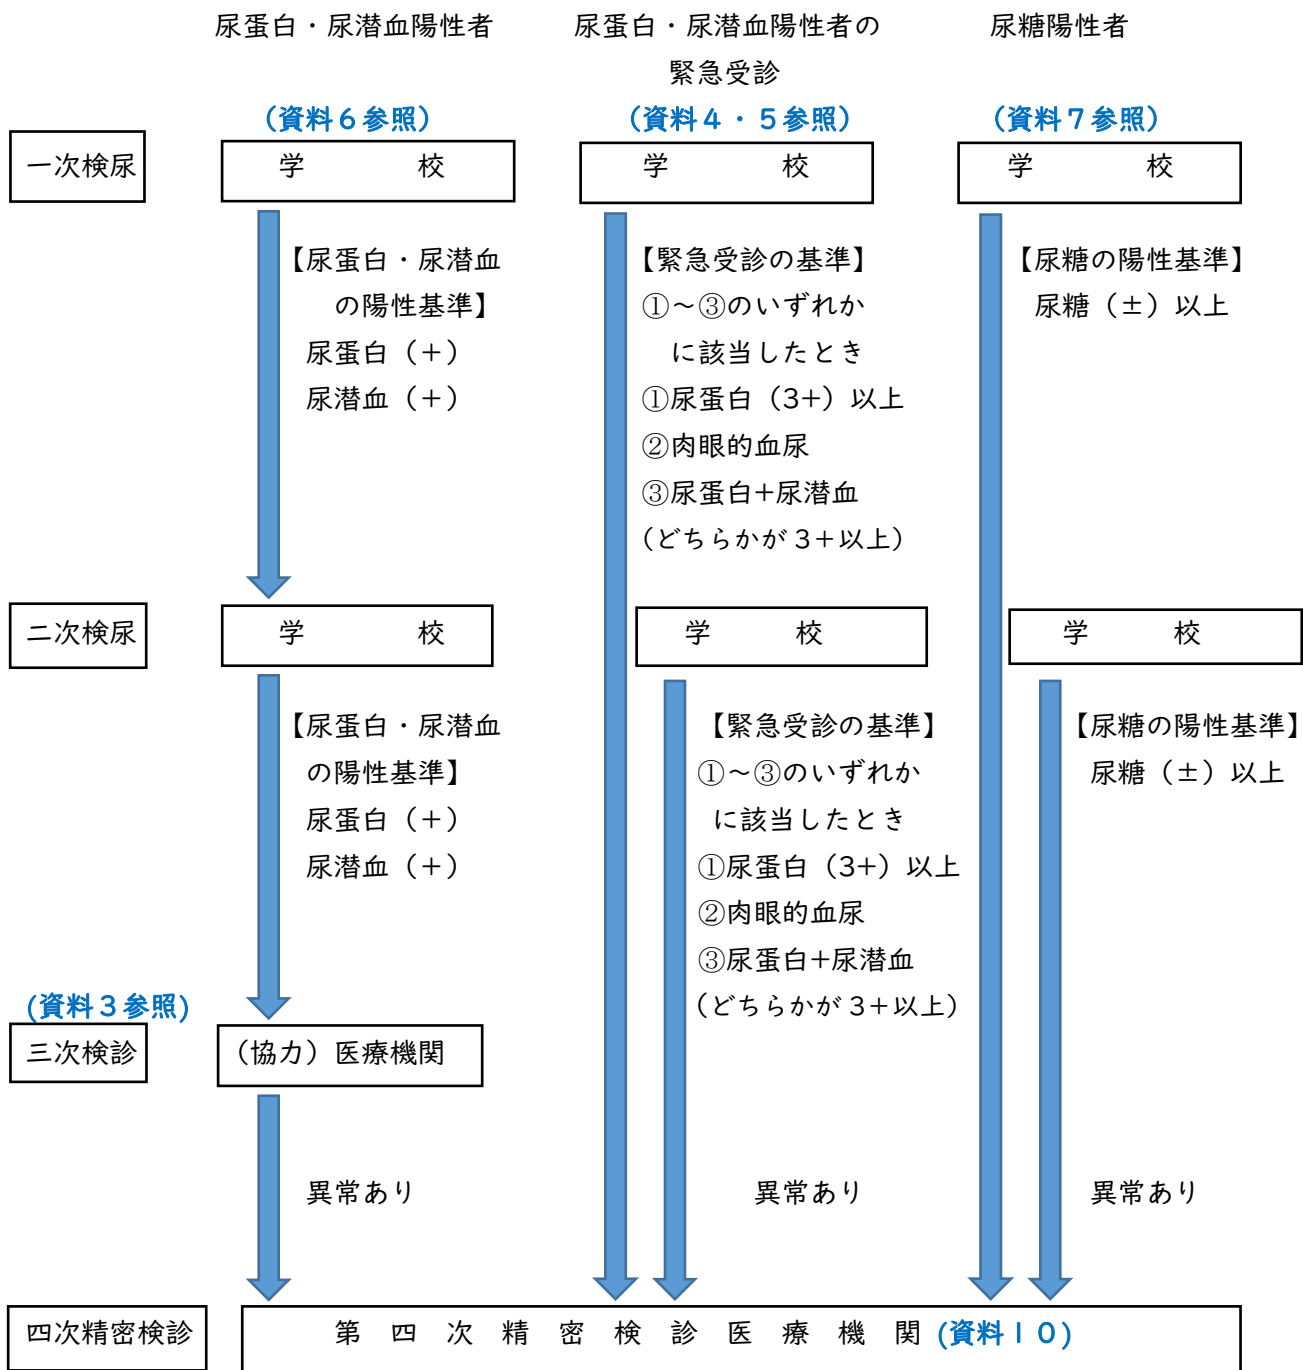 尿蛋白・尿潜血陽性者
尿蛋白・尿潜血陽性者の
緊急受診
尿糖陽性者
(資料6参照)
(資料4・5参照)
(資料7参照)
一次検尿
学 校
学 校
学 校
【尿蛋白・尿潜血
の陽性基準】
尿蛋白（＋）
尿潜血（＋）
【緊急受診の基準】
①～③のいずれか
に該当したとき
①尿蛋白（3+）以上
②肉眼的血尿
③尿蛋白+尿潜血
（どちらかが3＋以上）
【尿糖の陽性基準】
尿糖（±）以上
二次検尿
学 校
学 校
学 校
【尿蛋白・尿潜血
の陽性基準】
尿蛋白（＋）
尿潜血（＋）
【緊急受診の基準】
①～③のいずれか
に該当したとき
①尿蛋白（3+）以上
②肉眼的血尿
③尿蛋白+尿潜血
（どちらかが3＋以上）
【尿糖の陽性基準】
尿糖（±）以上
(資料3参照)
三次検診
（協力）医療機関
異常あり
異常あり
異常あり
四次精密検診
第 四 次 精 密 検 診 医 療 機 関 (資料10)